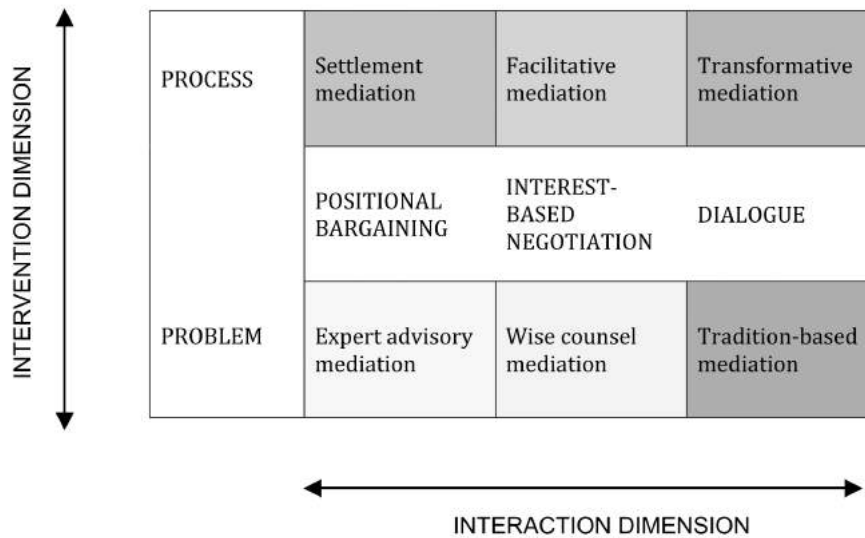 INTERVENTION DIMENSION
PROCESS
Settlement
mediation
Facilitative
mediation
Transformative
mediation
POSITIONAL
BARGAINING
INTEREST-
BASED
NEGOTIATION
DIALOGUE
PROBLEM
Expert advisory
mediation
Wise counsel
mediation
Tradition-based
mediation
INTERACTION DIMENSION